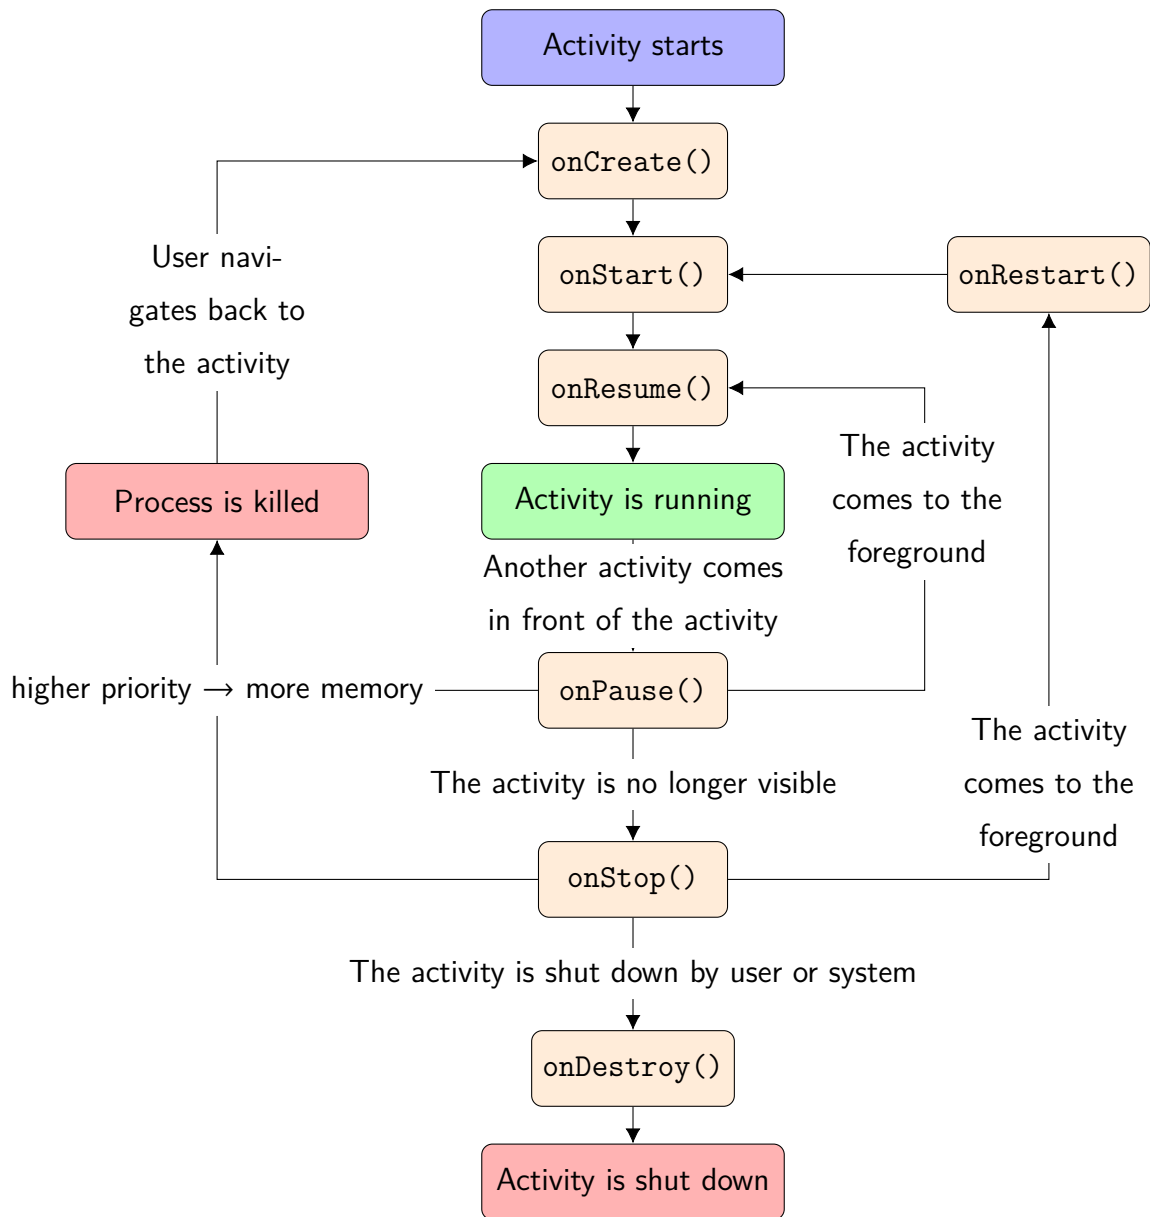 Activity starts
onCreate()
User navi-
gates back to
the activity
onStart()
onRestart()
onResume()
The activity
comes to the
foreground
Process is killed
Activity is running
Another activity comes
in front of the activity
higher priority → more memory
onPause()
The activity
comes to the
foreground
The activity is no longer visible
onStop()
The activity is shut down by user or system
onDestroy()
Activity is shut down